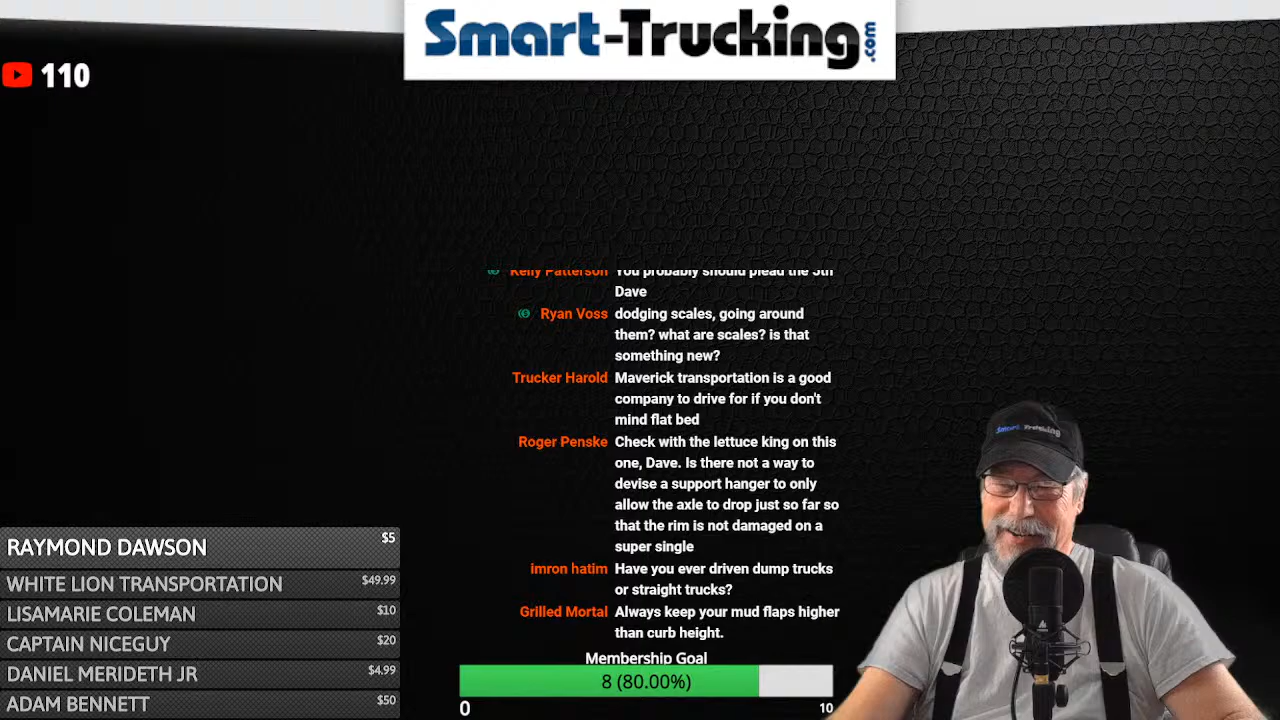 Smart-Trucking.com
110
Kelly Patterson You probably should plead the 5th
Dave
Ryan Voss dodging scales, going around
them? what are scales? is that
something new?
Trucker Harold Maverick transportation is a good
company to drive for if you don't
mind flat bed
Roger Penske Check with the lettuce king on this
one, Dave. Is there not a way to
devise a support hanger to only
allow the axle to drop just so far so
that the rim is not damaged on a
super single
imron hatim Have you ever driven dump trucks
or straight trucks?
Grilled Mortal Always keep your mud flaps higher
than curb height.
Membership Goal
8 (80.00%)
0 10
RAYMOND DAWSON $5
WHITE LION TRANSPORTATION $49.99
LISAMARIE COLEMAN $10
CAPTAIN NICEGUY $20
DANIEL MERIDETH JR $4.99
ADAM BENNETT $50
Smart-Trucking